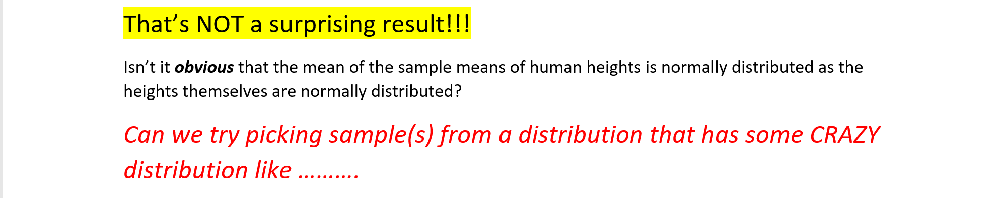 That’s NOT a surprising result!!!
Isn’t it obvious that the mean of the sample means of human heights is normally distributed as the
heights themselves are normally distributed?
Can we try picking sample(s) from a distribution that has some CRAZY
distribution like ……….